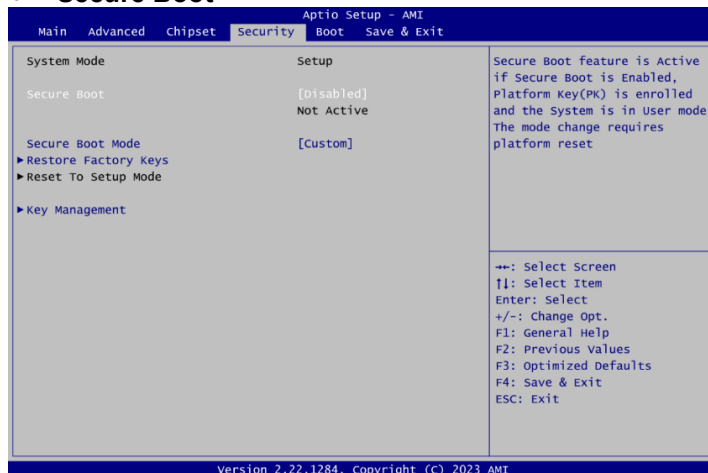 Secure Boot
Aptio Setup - AMI
Main Advanced Chipset Security Boot Save & Exit
System Mode Setup
Secure Boot [Disabled]
Not Active
Secure Boot Mode [Custom]
►Restore Factory Keys
►Reset To Setup Mode
►Key Management
Secure Boot feature is Active
if Secure Boot is Enabled,
Platform Key(PK) is enrolled
and the System is in User mode
The mode change requires
platform reset
→←: Select Screen
↑↓: Select Item
Enter: Select
+/-: Change Opt.
F1: General Help
F2: Previous Values
F3: Optimized Defaults
F4: Save & Exit
ESC: Exit
Version 2.22.1284. Copyright (C) 2023 AMI